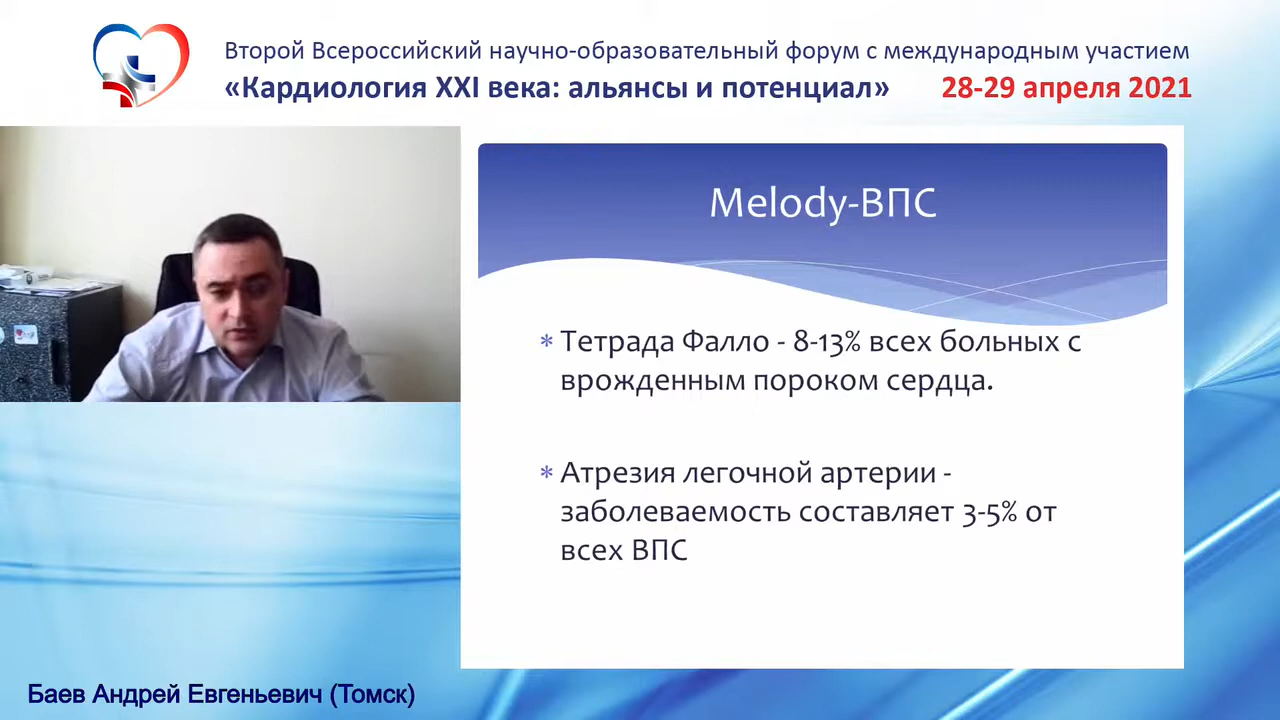 Второй Всероссийский научно-образовательный форум с международным участием
«Кардиология XXI века: альянсы и потенциал» 28-29 апреля 2021
Melody-ВПС
* Тетрада Фалло - 8-13% всех больных с
врожденным пороком сердца.
* Атрезия легочной артерии -
заболеваемость составляет 3-5% от
всех ВПС
Баев Андрей Евгеньевич (Томск)